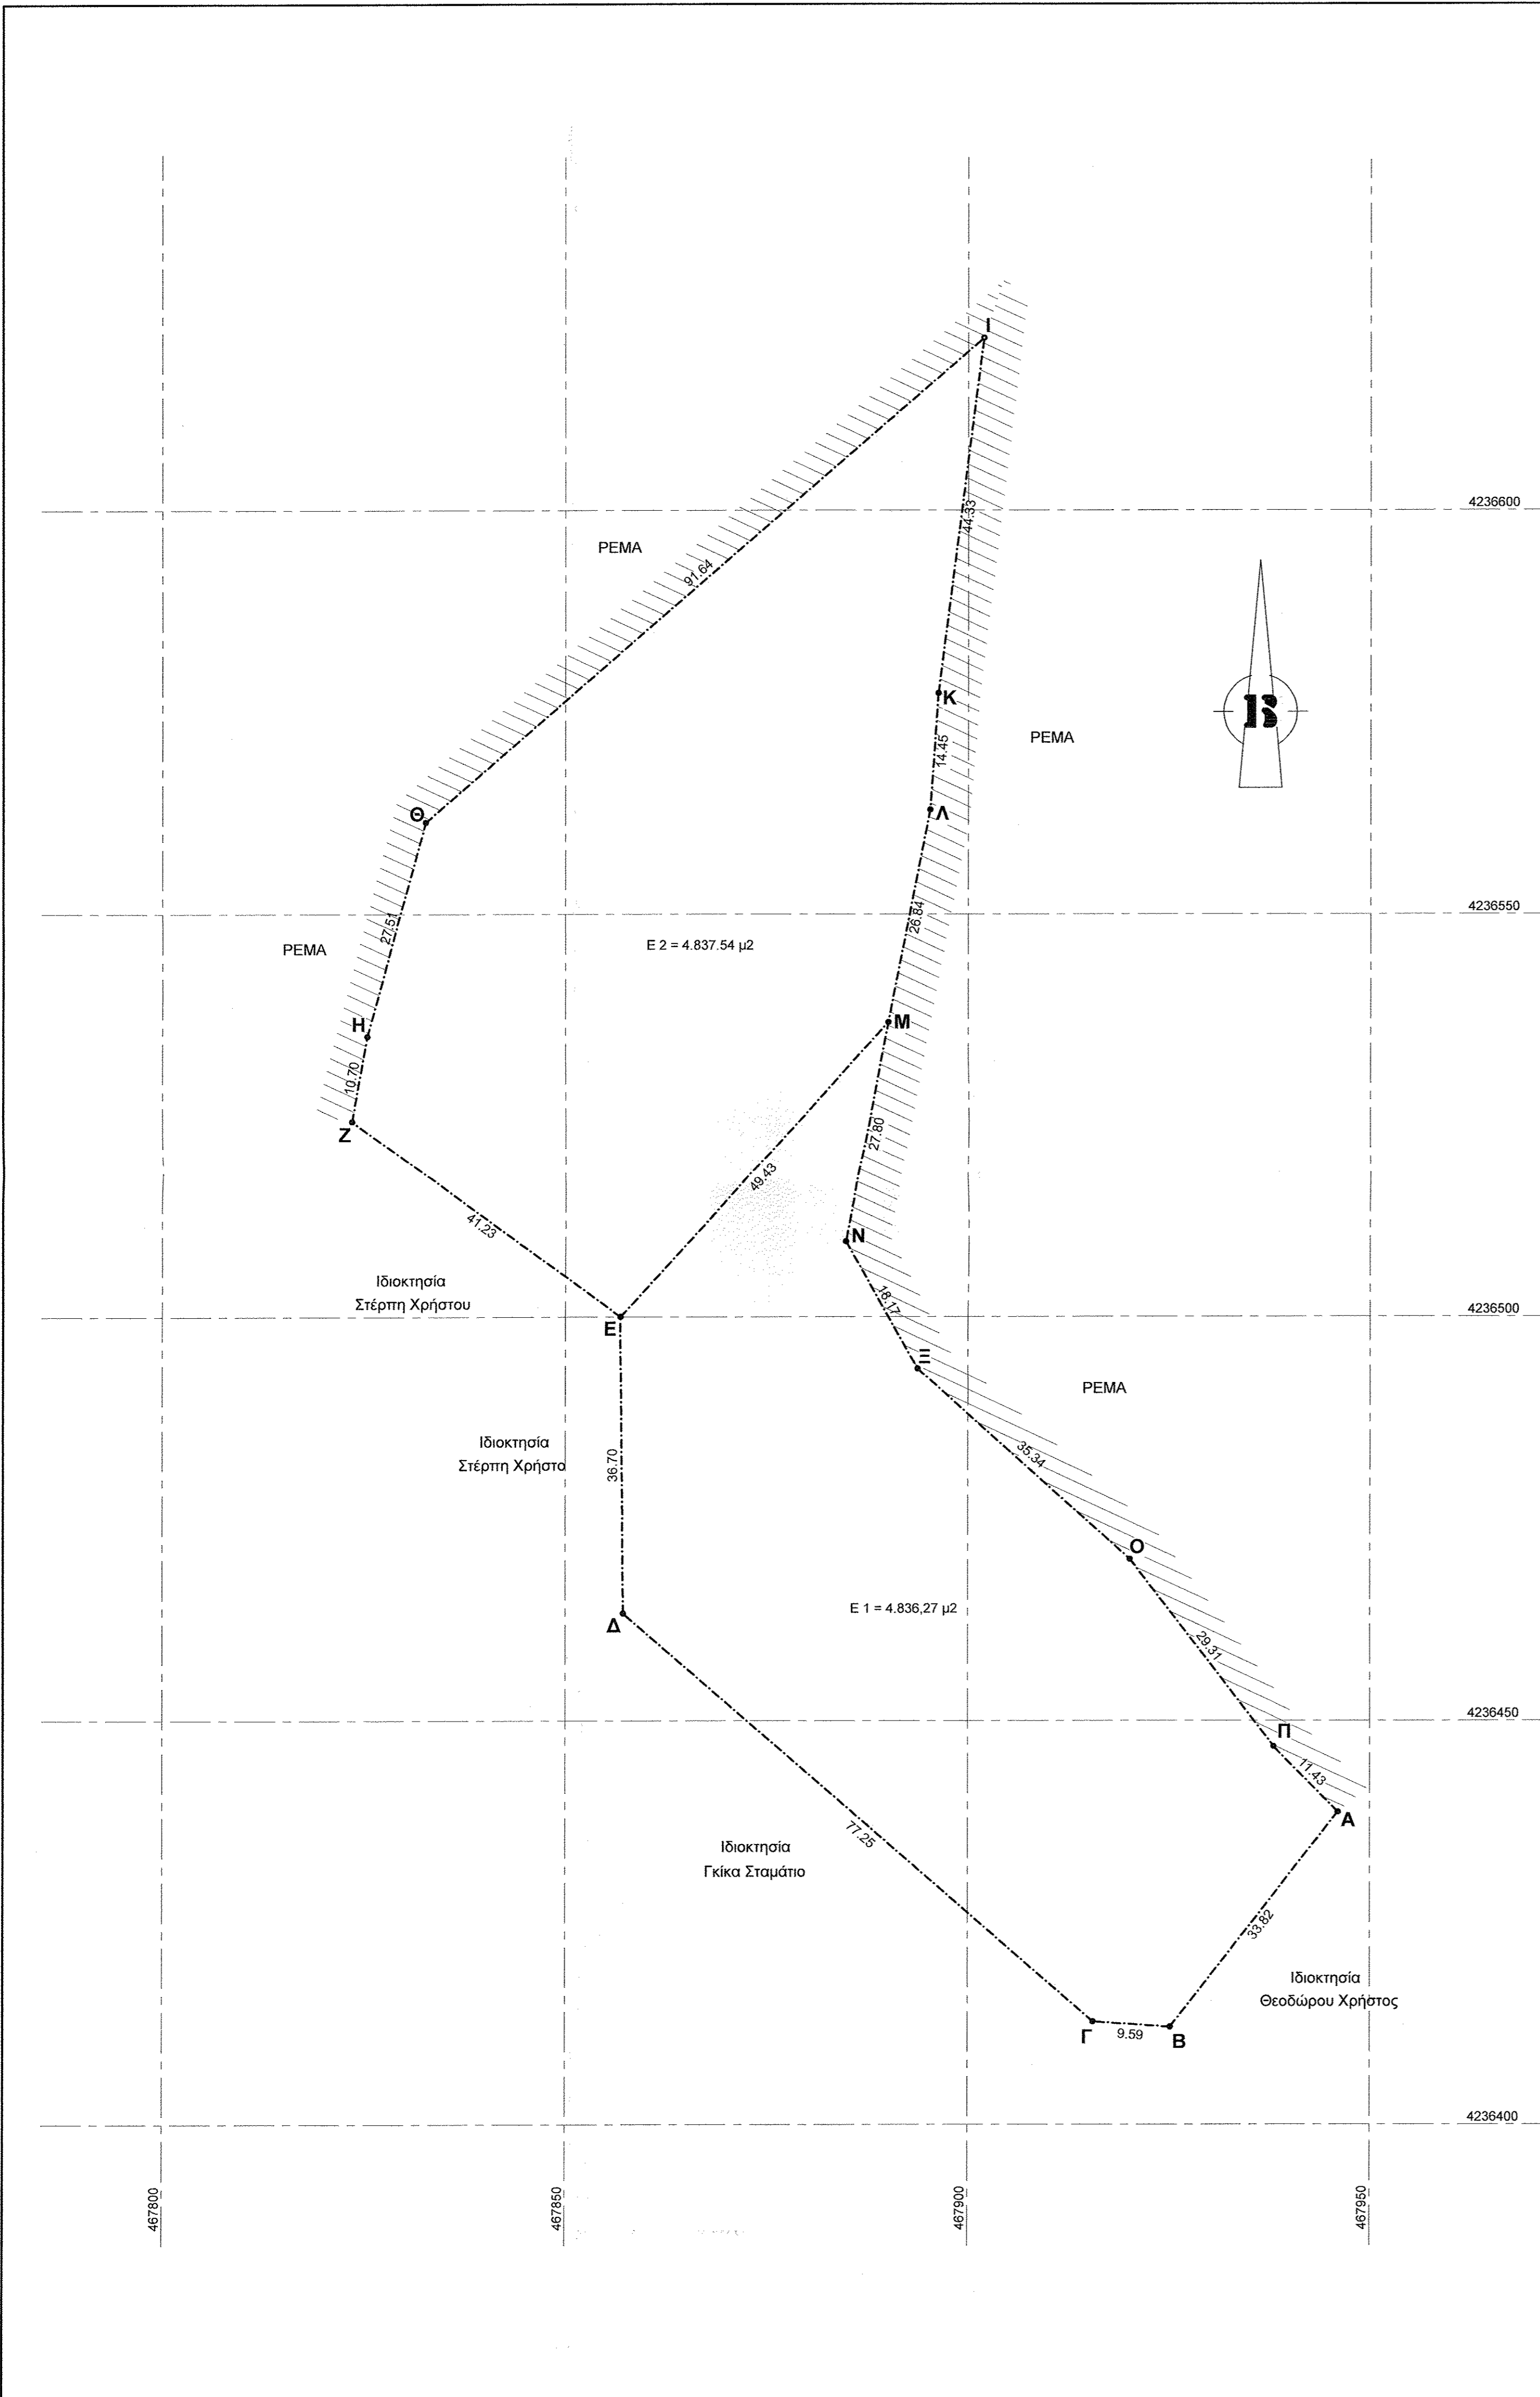 Ι
4236600
44.33
ΡΕΜΑ
91.64
Κ
Β
ΡΕΜΑ
14.45
Θ
Λ
4236550
27.51
26.84
ΡΕΜΑ
Ε 2 = 4.837.54 μ2
Η
Μ
10.70
Ζ
27.80
49.43
41.23
Ν
Ιδιοκτησία
Στέρπη Χρήστου
18.17
4236500
Ε
Ξ
ΡΕΜΑ
Ιδιοκτησία
Στέρπη Χρήστο
36.70
35.34
Ο
Ε 1 = 4.836,27 μ2
Δ
29.31
4236450
Π
11.43
Α
77.25
Ιδιοκτησία
Γκίκα Σταμάτιο
33.82
Ιδιοκτησία
Θεοδώρου Χρήστος
Γ
9.59
Β
4236400
467800
467850
467900
467950